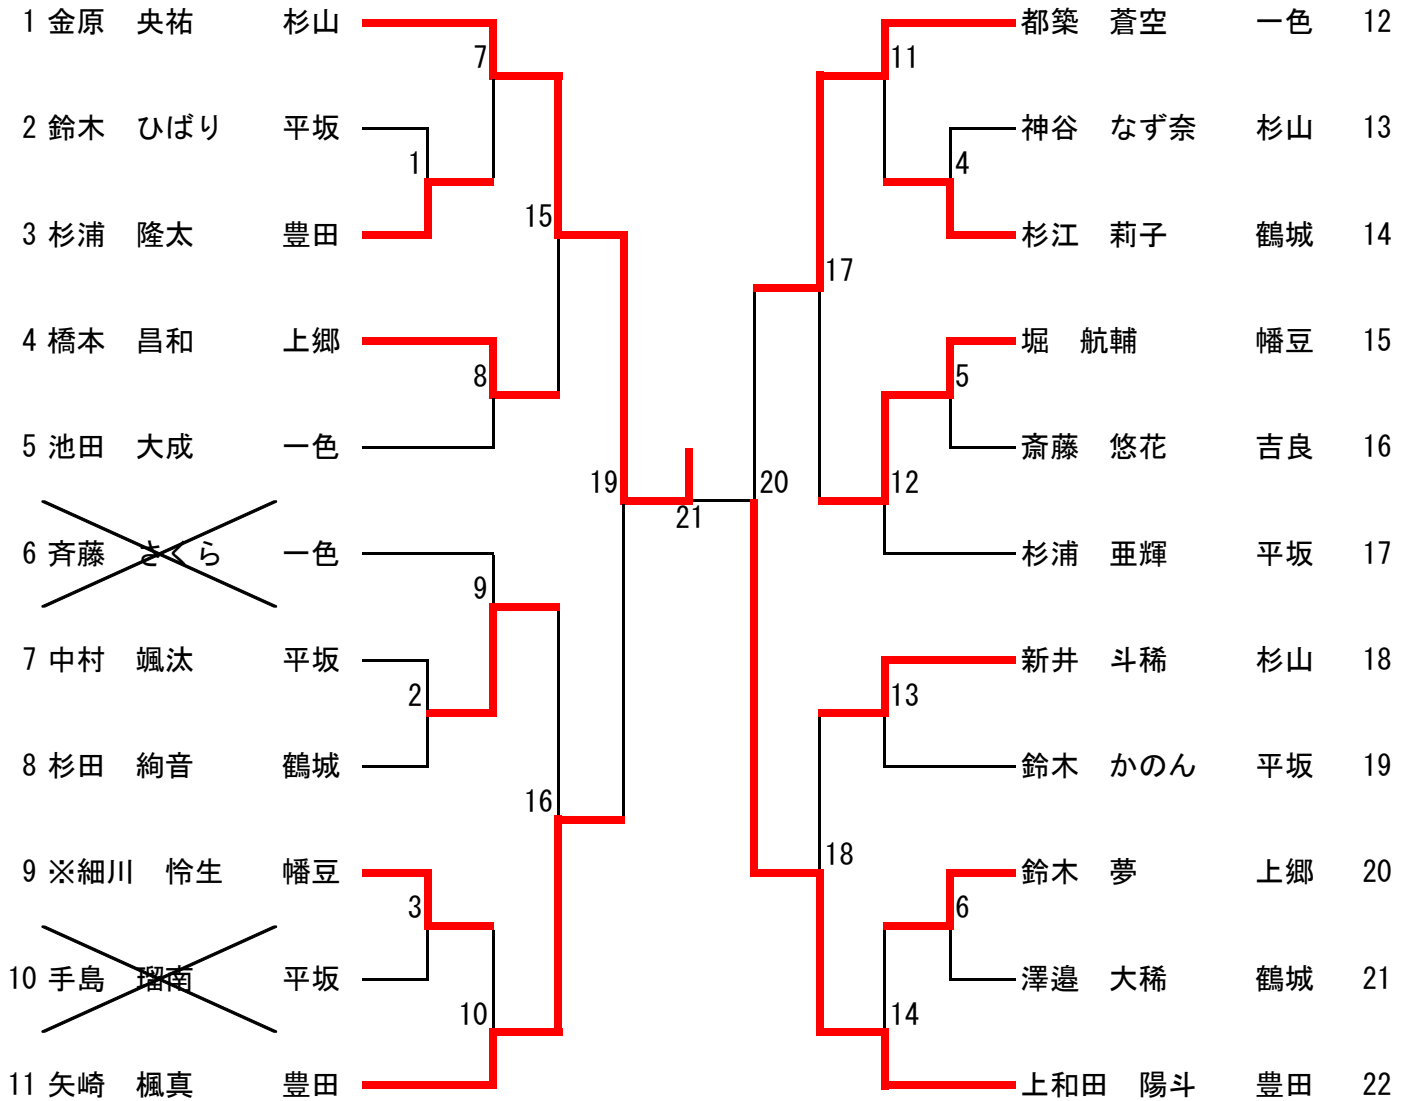 1 金原 央祐 杉山
2 鈴木 ひばり 平坂
3 杉浦 隆太 豊田
4 橋本 昌和 上郷
5 池田 大成 一色
6 斉藤 さくら 一色
7 中村 颯汰 平坂
8 杉田 絢音 鶴城
9 ※細川 怜生 幡豆
10 手島 瑠南 平坂
11 矢崎 楓真 豊田
7
1
15
8
19
9
2
16
3
10
21
20
11
4
17
5
12
13
18
6
14
都築 蒼空 一色 12
神谷 なず奈 杉山 13
杉江 莉子 鶴城 14
堀 航輔 幡豆 15
斎藤 悠花 吉良 16
杉浦 亜輝 平坂 17
新井 斗稀 杉山 18
鈴木 かのん 平坂 19
鈴木 夢 上郷 20
澤邉 大稀 鶴城 21
上和田 陽斗 豊田 22